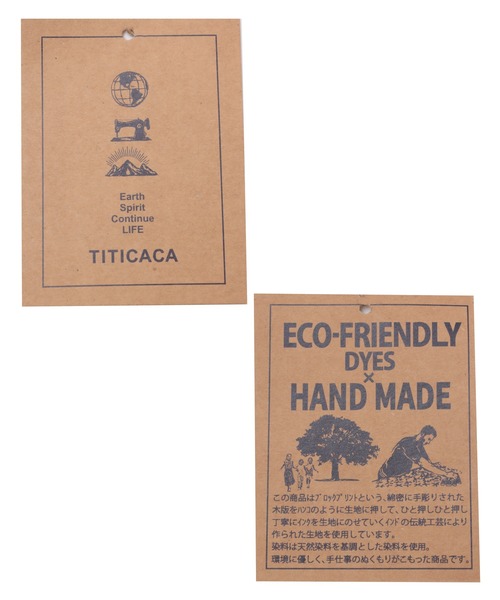 Earth
Spirit
Continue
LIFE
TITICACA
ECO-FRIENDLY
DYES
×
HAND MADE
この商品はﾌﾞﾛｯｸﾌﾟﾘﾝﾄという、綿密に手彫りされた
木版をﾊﾝｺのように生地に押して、ひと押しひと押し
丁寧にｲﾝｸを生地にのせていくｲﾝﾄﾞの伝統工芸により
作られた生地を使用しています。
染料は天然染料を基調とした染料を使用。
環境に優しく、手仕事のぬくもりがこもった商品です。